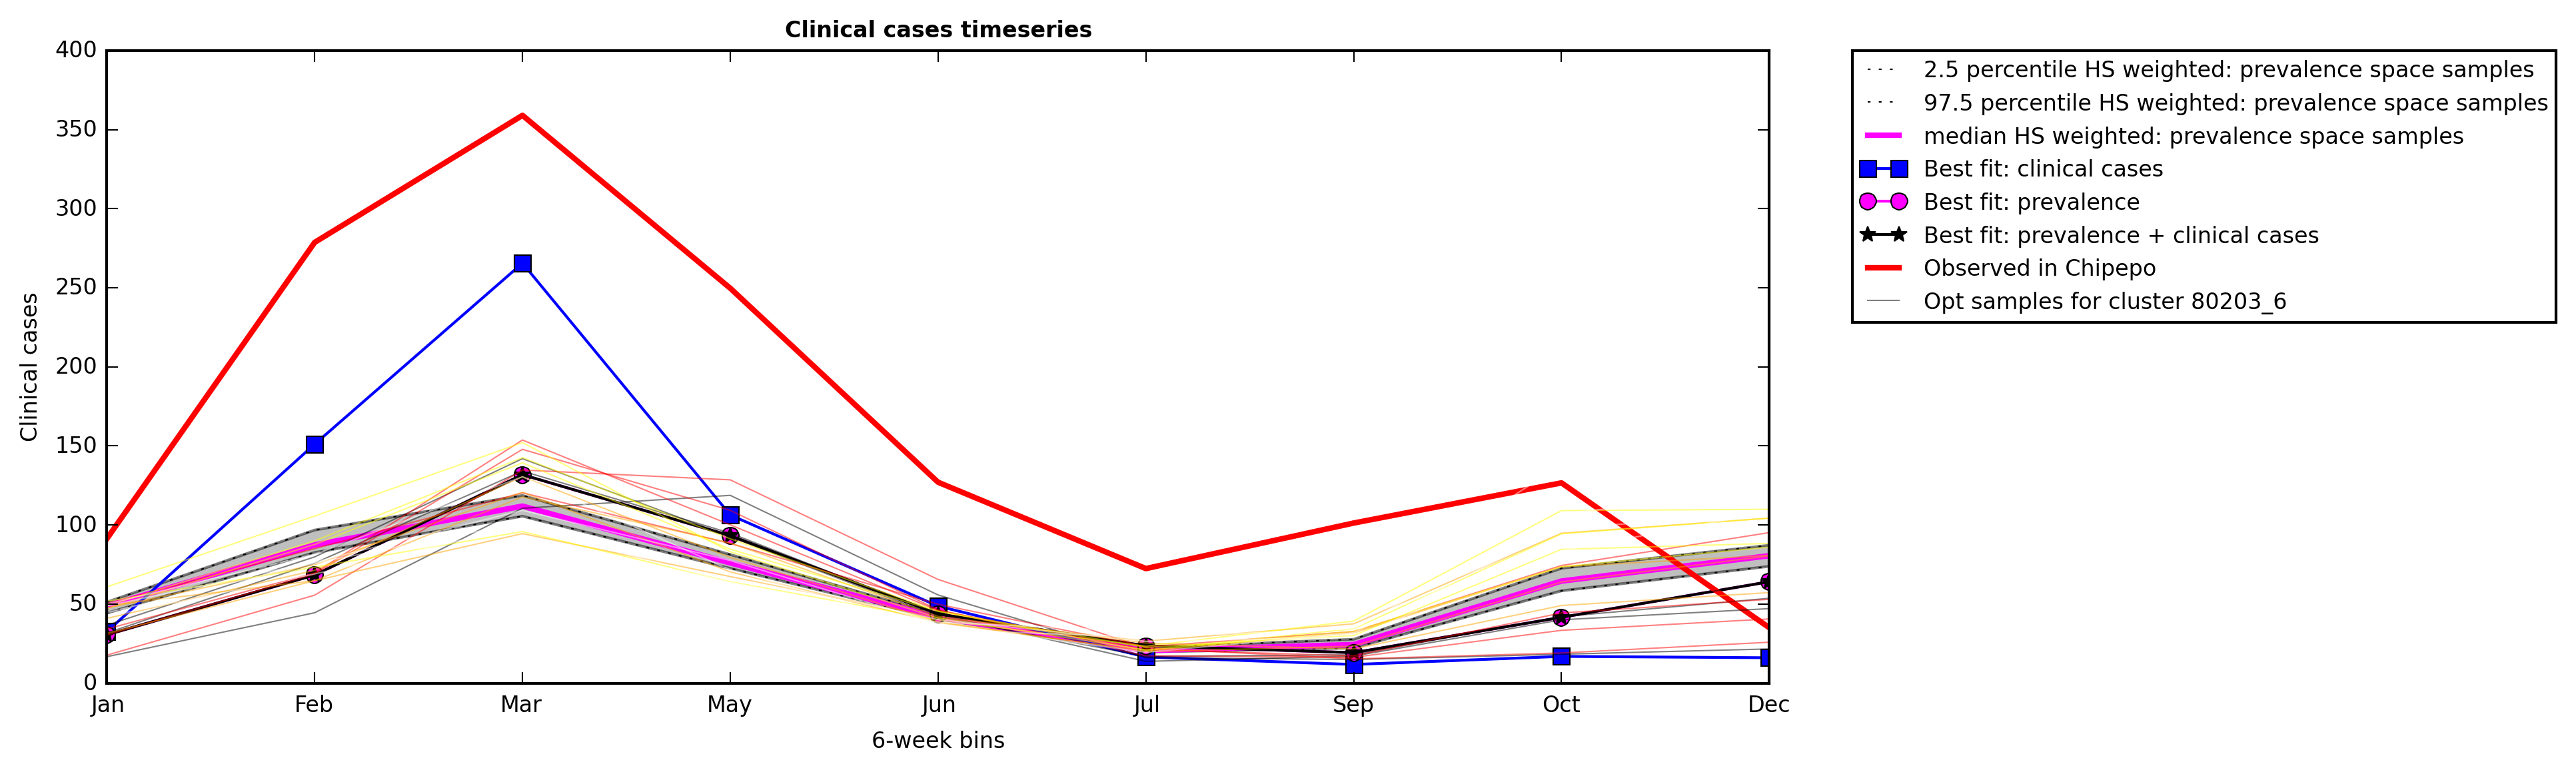 Clinical cases timeseries
400
350
300
250
200
150
100
50
0
Clinical cases
Jan Feb Mar May Jun Jul Sep Oct Dec
6-week bins
2.5 percentile HS weighted: prevalence space samples
97.5 percentile HS weighted: prevalence space samples
median HS weighted: prevalence space samples
Best fit: clinical cases
Best fit: prevalence
Best fit: prevalence + clinical cases
Observed in Chipepo
Opt samples for cluster 80203_6